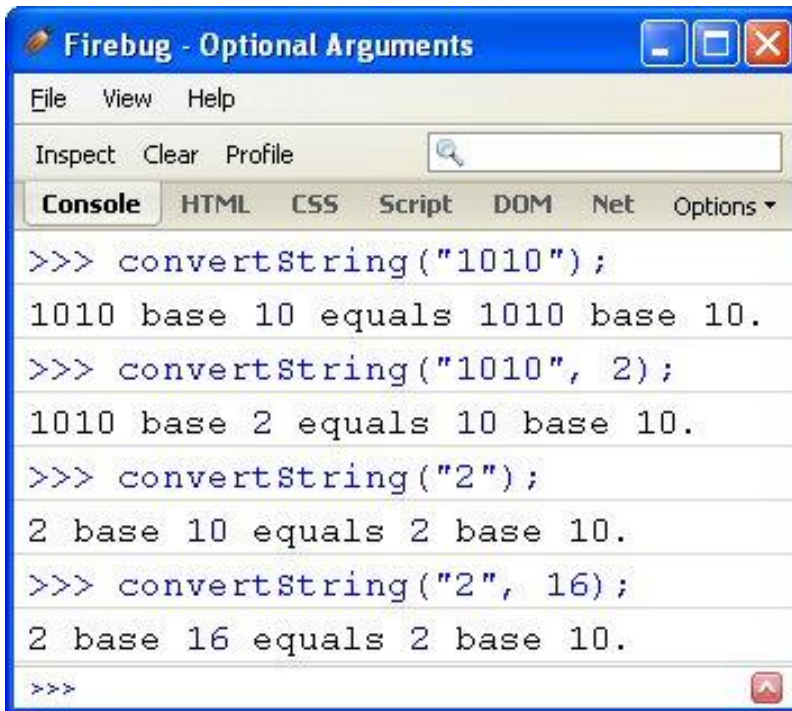 Firebug - Optional Arguments
File View Help
Inspect Clear Profile
Console HTML CSS Script DOM Net Options
>>> convertString("1010");
1010 base 10 equals 1010 base 10.
>>> convertString("1010", 2);
1010 base 2 equals 10 base 10.
>>> convertString("2");
2 base 10 equals 2 base 10.
>>> convertString("2", 16);
2 base 16 equals 2 base 10.
>>>